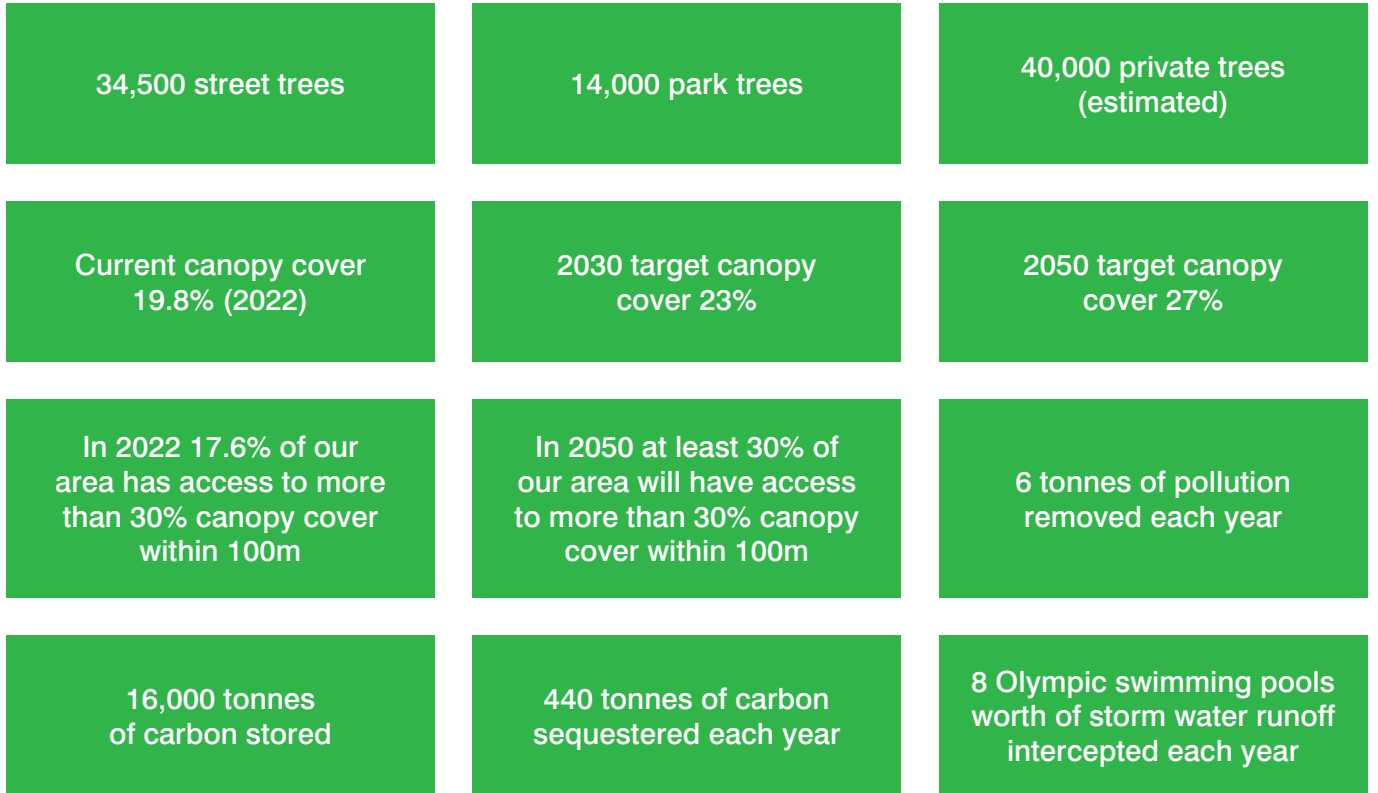 34,500 street trees
14,000 park trees
40,000 private trees
(estimated)
Current canopy cover
19.8% (2022)
2030 target canopy
cover 23%
2050 target canopy
cover 27%
In 2022 17.6% of our
area has access to more
than 30% canopy cover
within 100m
In 2050 at least 30% of
our area will have access
to more than 30% canopy
cover within 100m
6 tonnes of pollution
removed each year
16,000 tonnes
of carbon stored
440 tonnes of carbon
sequestered each year
8 Olympic swimming pools
worth of storm water runoff
intercepted each year